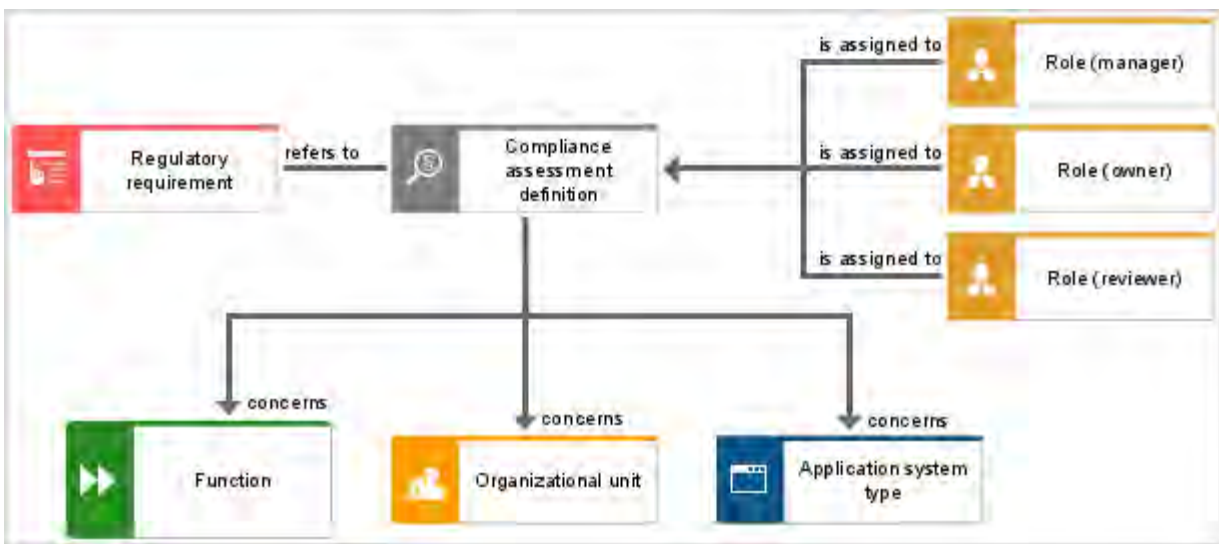 is assigned to
Role (manager)
Regulatory
requirement
refers to
Compliance
assessment
definition
is assigned to
Role (owner)
is assigned to
Role (reviewer)
concerns
concerns
concerns
Function
Organizational unit
Application system
type